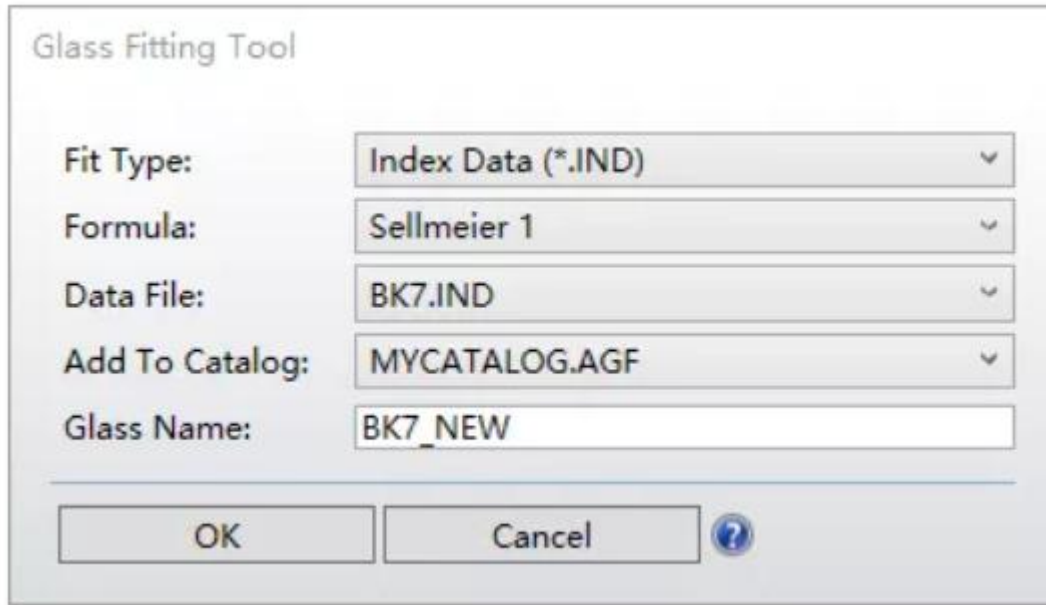 Glass Fitting Tool
Fit Type: Index Data (*.IND)
Formula: Sellmeier 1
Data File: BK7.IND
Add To Catalog: MYCATALOG.AGF
Glass Name: BK7_NEW
OK Cancel ?